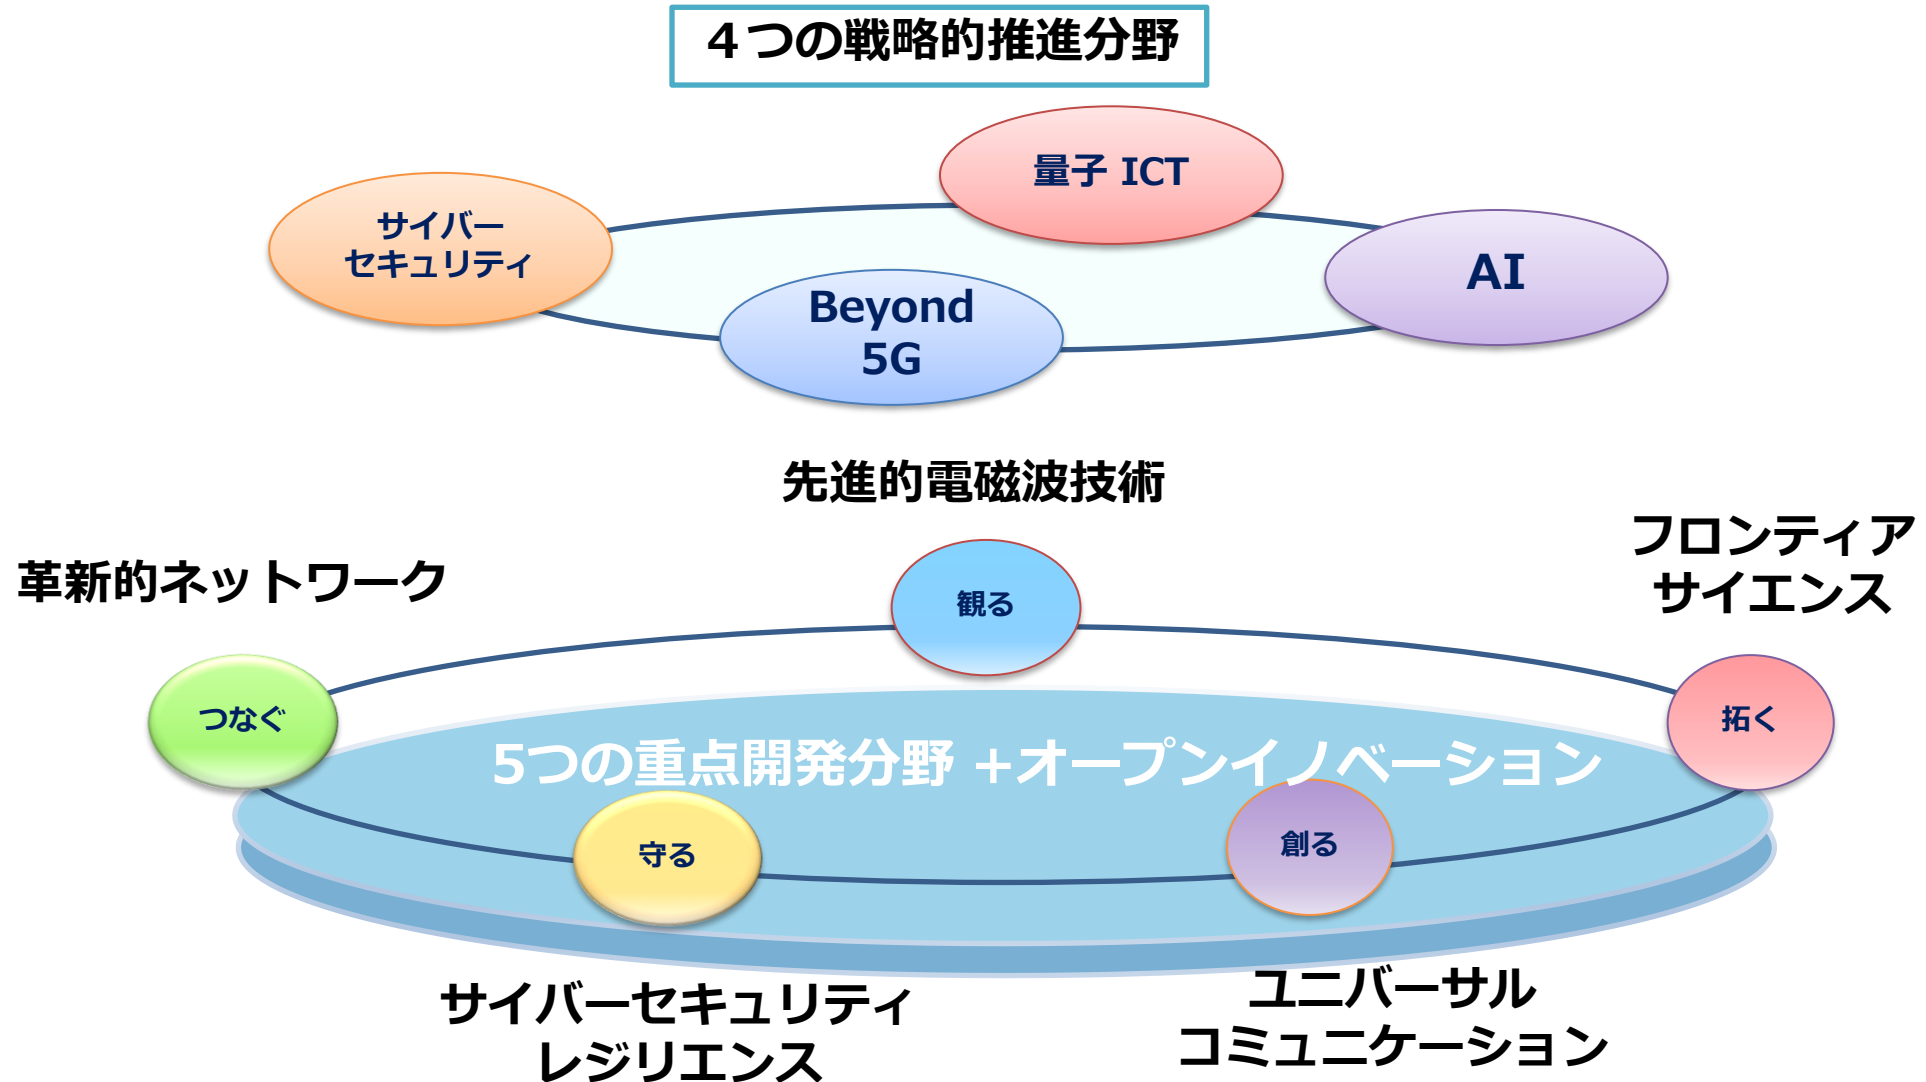 ４つの戦略的推進分野
量子 ICT
サイバー
セキュリティ
AI
Beyond
5G
先進的電磁波技術
フロンティア
サイエンス
革新的ネットワーク
観る
つなぐ
拓く
5つの重点開発分野 +オープンイノベーション
守る
創る
サイバーセキュリティ
レジリエンス
ユニバーサル
コミュニケーション